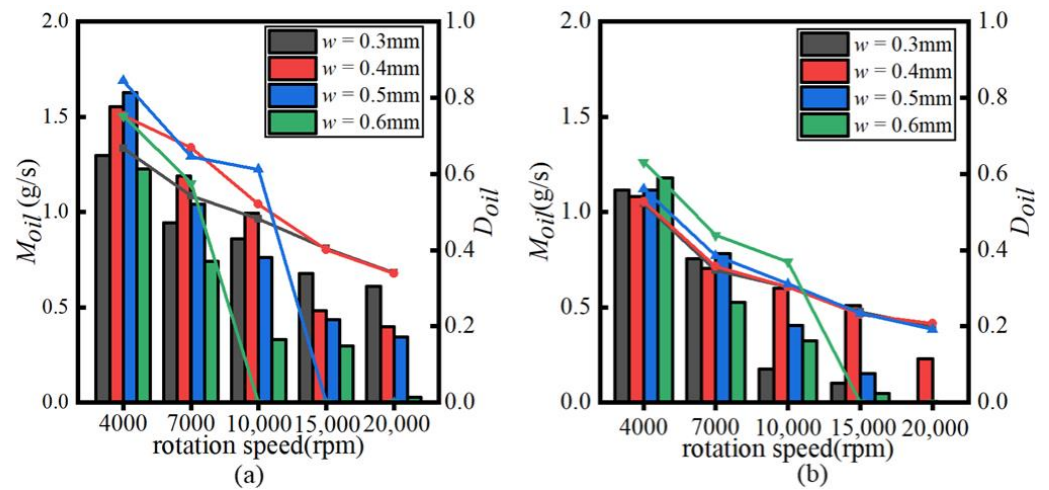 2.0
1.5
1.0
0.5
0.0
M_oil (g/s)
w = 0.3mm
w = 0.4mm
w = 0.5mm
w = 0.6mm
1.0
0.8
0.6
0.4
0.2
0.0
D_oil
4000 7000 10,000 15,000 20,000
rotation speed(rpm)
(a)
2.0
1.5
1.0
0.5
0.0
M_oil(g/s)
w = 0.3mm
w = 0.4mm
w = 0.5mm
w = 0.6mm
1.0
0.8
0.6
0.4
0.2
0.0
D_oil
4000 7000 10,000 15,000 20,000
rotation speed(rpm)
(b)